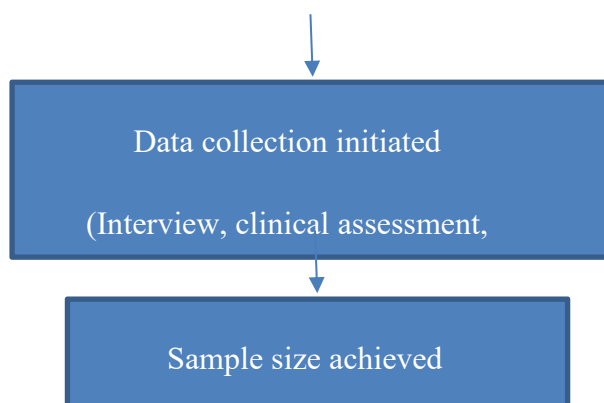 Data collection initiated
(Interview, clinical assessment,
Sample size achieved